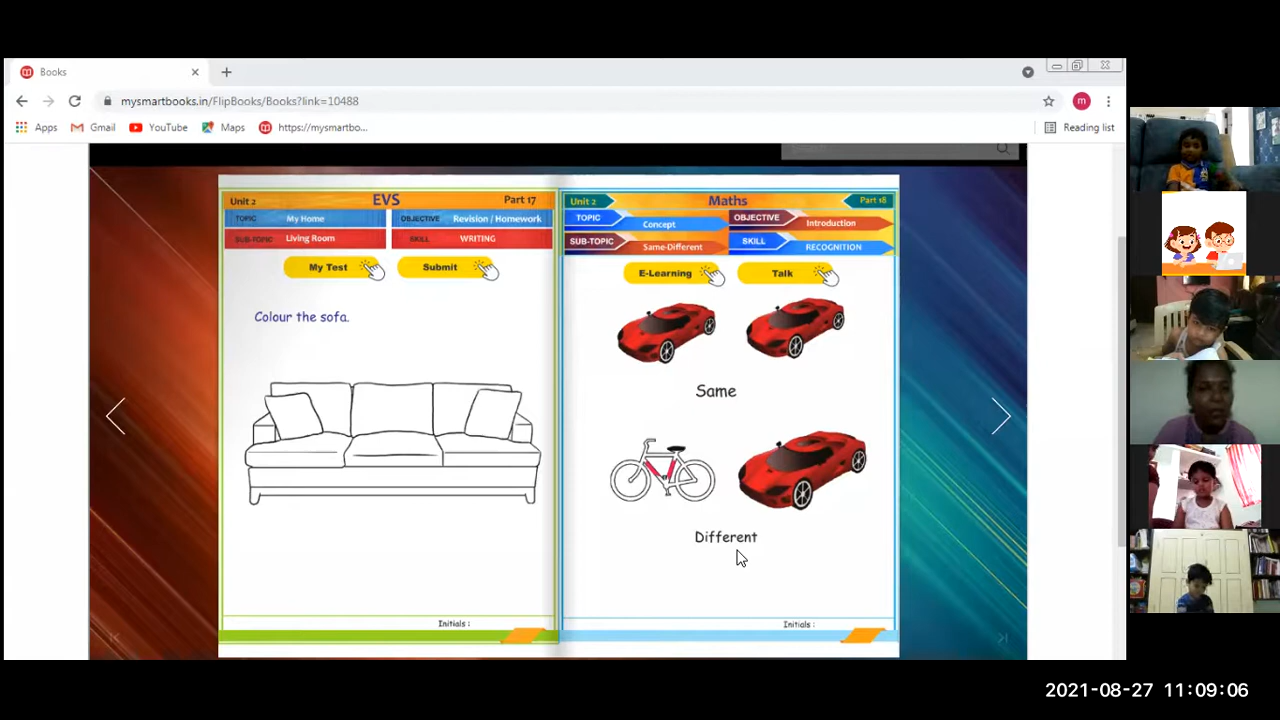 Books
mysmartbooks.in/FlipBooks/Books?link=10488
m
Apps
Gmail
YouTube
Maps
https://mysmartbo...
Reading list
Unit 2
EVS
Part 17
TOPIC
My Home
OBJECTIVE
Revision / Homework
SUB-TOPIC
Living Room
SKILL
WRITING
My Test
Submit
Colour the sofa.
Initials :
Unit 2
Maths
Part 18
TOPIC
Concept
OBJECTIVE
Introduction
SUB-TOPIC
Same-Different
SKILL
RECOGNITION
E-Learning
Talk
Same
Different
Initials :
2021-08-27 11:09:06